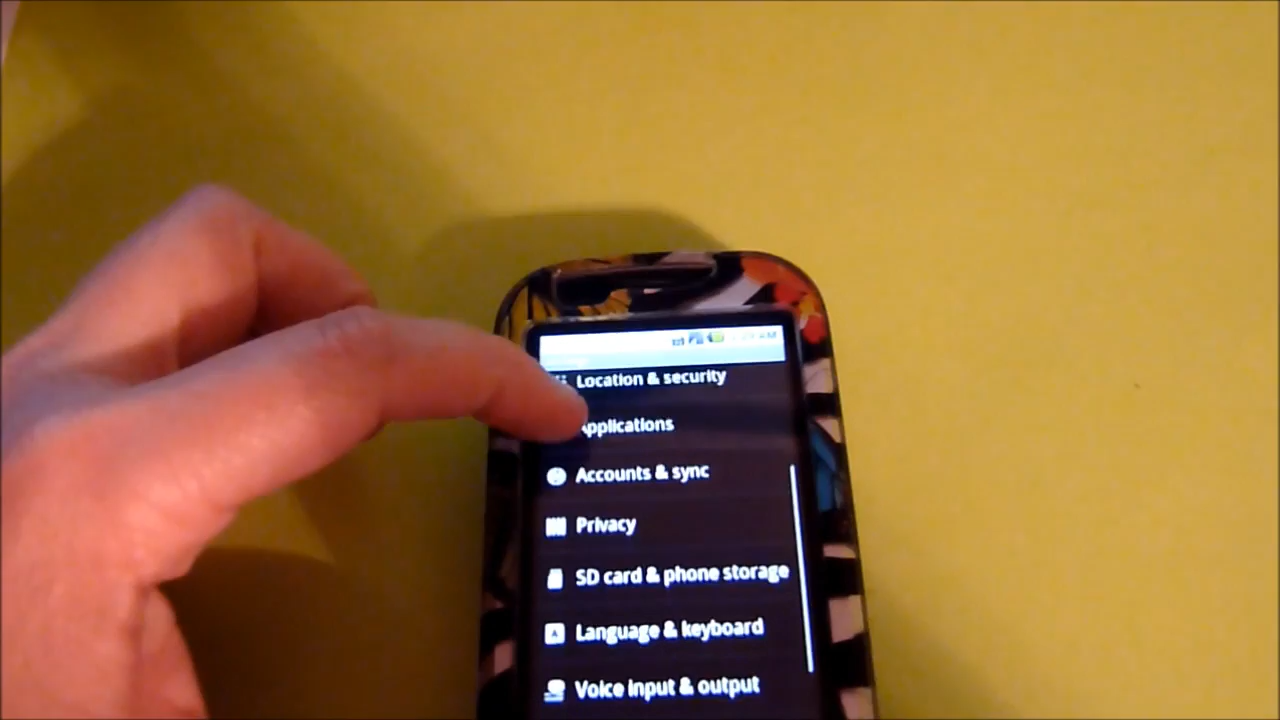 Location & security
Applications
Accounts & sync
Privacy
SD card & phone storage
Language & keyboard
Voice input & output